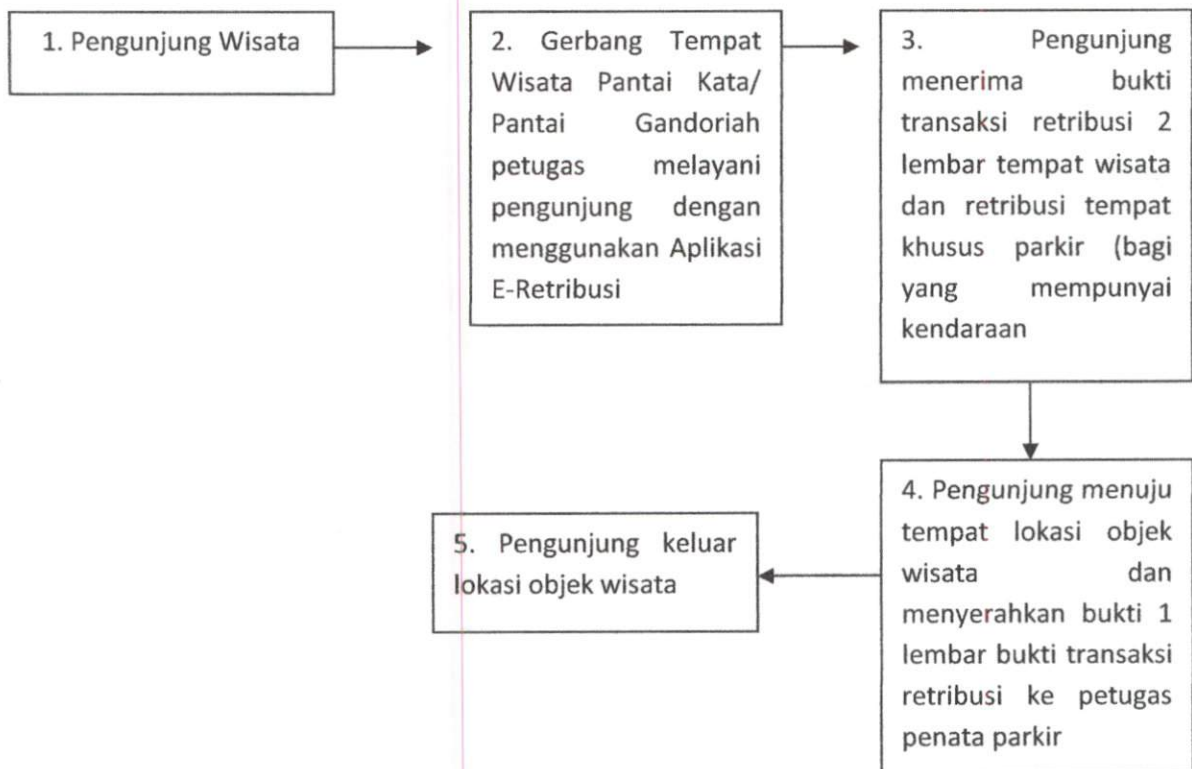 1. Pengunjung Wisata
2. Gerbang Tempat
Wisata Pantai Kata/
Pantai Gandoriah
petugas melayani
pengunjung dengan
menggunakan Aplikasi
E-Retribusi
3. Pengunjung
menerima bukti
transaksi retribusi 2
lembar tempat wisata
dan retribusi tempat
khusus parkir (bagi
yang mempunyai
kendaraan
4. Pengunjung menuju
tempat lokasi objek
wisata dan
menyerahkan bukti 1
lembar bukti transaksi
retribusi ke petugas
penata parkir
5. Pengunjung keluar
lokasi objek wisata